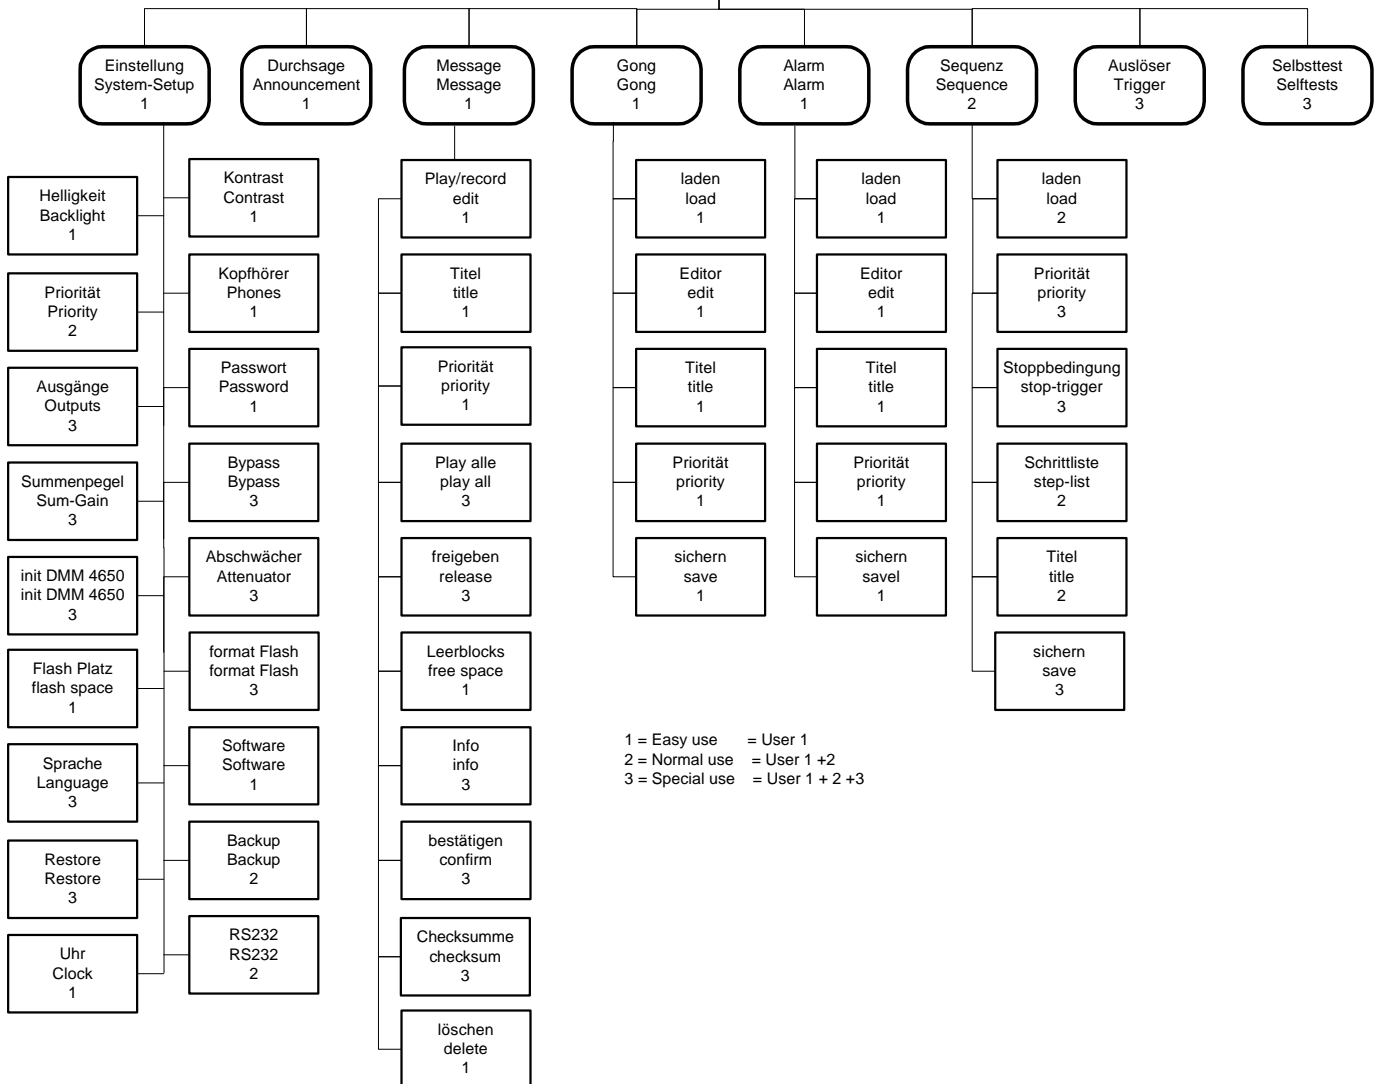 Einstellung
System-Setup
1
Durchsage
Announcement
1
Message
Message
1
Gong
Gong
1
Alarm
Alarm
1
Sequenz
Sequence
2
Auslöser
Trigger
3
Selbsttest
Selftests
3
Helligkeit
Backlight
1
Priorität
Priority
2
Ausgänge
Outputs
3
Summenpegel
Sum-Gain
3
init DMM 4650
init DMM 4650
3
Flash Platz
flash space
1
Sprache
Language
3
Restore
Restore
3
Uhr
Clock
1
Kontrast
Contrast
1
Kopfhörer
Phones
1
Passwort
Password
1
Bypass
Bypass
3
Abschwächer
Attenuator
3
format Flash
format Flash
3
Software
Software
1
Backup
Backup
2
RS232
RS232
2
Play/record
edit
1
Titel
title
1
Priorität
priority
1
Play alle
play all
3
freigeben
release
3
Leerblocks
free space
1
Info
info
3
bestätigen
confirm
3
Checksumme
checksum
3
löschen
delete
1
laden
load
1
Editor
edit
1
Titel
title
1
Priorität
priority
1
sichern
save
1
laden
load
1
Editor
edit
1
Titel
title
1
Priorität
priority
1
sichern
savel
1
laden
load
2
Priorität
priority
3
Stoppbedingung
stop-trigger
3
Schrittliste
step-list
2
Titel
title
2
sichern
save
3
1 = Easy use = User 1
2 = Normal use = User 1 +2
3 = Special use = User 1 + 2 +3